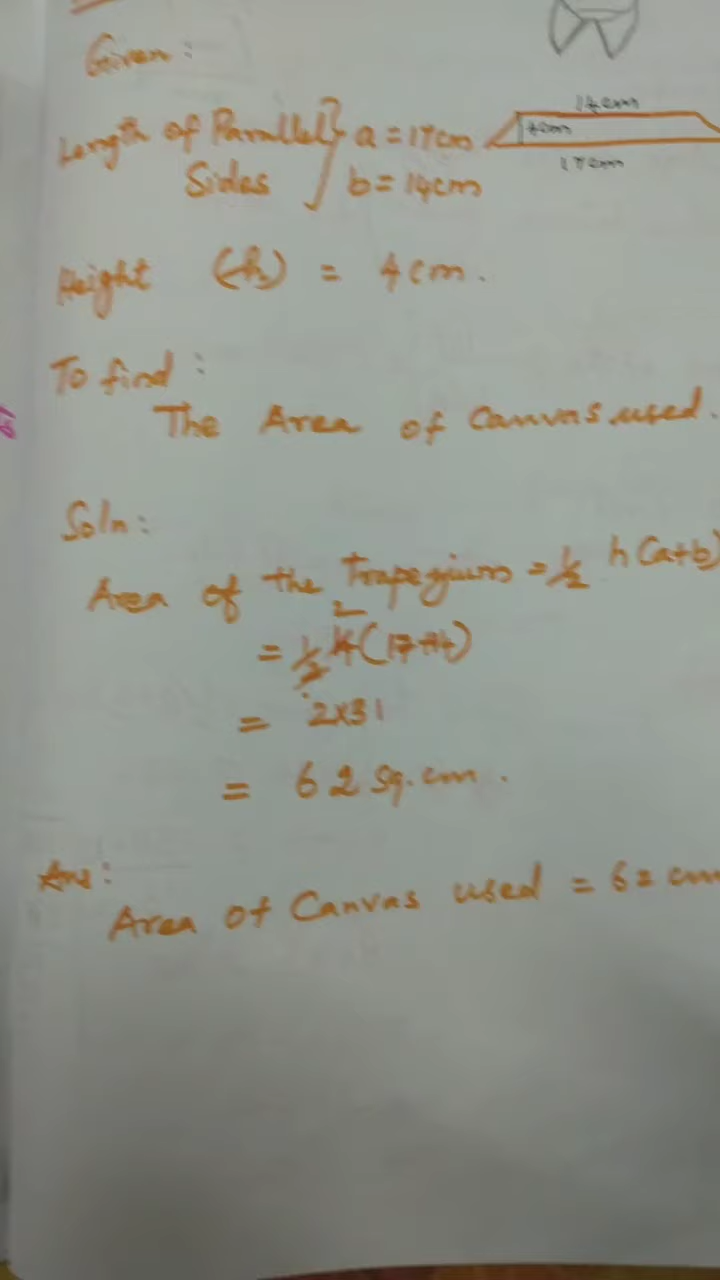 Given:
14cm
Length of Parallel} a = 17cm
4cm
Sides b = 14cm
17cm
Height (h) = 4cm.
To find:
The Area of Canvas used.
Soln:
Area of the Trapezium = 1/2 h(a+b)
2
= 1/2 4(17+14)
= 2x31
= 62 Sq.cm.
Ans:
Area of Canvas used = 62 cm